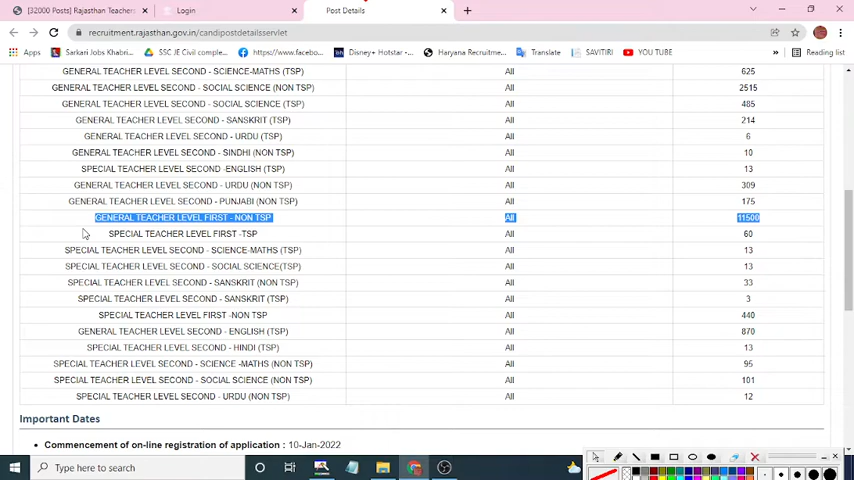 [32000 Posts] Rajasthan Teachers
Login
Post Details
recruitment.rajasthan.gov.in/candipostdetailsservlet
Apps
Sarkari Jobs Khabri...
SSC JE Civil comple...
https://www.facebo...
Disney+ Hotstar -...
Haryana Recruitme...
Translate
SAVITIRI
YOU TUBE
Reading list
GENERAL TEACHER LEVEL SECOND - SCIENCE-MATHS (TSP) All 625
GENERAL TEACHER LEVEL SECOND - SOCIAL SCIENCE (NON TSP) All 2515
GENERAL TEACHER LEVEL SECOND - SOCIAL SCIENCE (TSP) All 485
GENERAL TEACHER LEVEL SECOND - SANSKRIT (TSP) All 214
GENERAL TEACHER LEVEL SECOND - URDU (TSP) All 6
GENERAL TEACHER LEVEL SECOND - SINDHI (NON TSP) All 10
SPECIAL TEACHER LEVEL SECOND -ENGLISH (TSP) All 13
GENERAL TEACHER LEVEL SECOND - URDU (NON TSP) All 309
GENERAL TEACHER LEVEL SECOND - PUNJABI (NON TSP) All 175
GENERAL TEACHER LEVEL FIRST - NON TSP All 11500
SPECIAL TEACHER LEVEL FIRST -TSP All 60
SPECIAL TEACHER LEVEL SECOND - SCIENCE-MATHS (TSP) All 13
SPECIAL TEACHER LEVEL SECOND - SOCIAL SCIENCE(TSP) All 13
SPECIAL TEACHER LEVEL SECOND - SANSKRIT (NON TSP) All 33
SPECIAL TEACHER LEVEL SECOND - SANSKRIT (TSP) All 3
SPECIAL TEACHER LEVEL FIRST -NON TSP All 440
GENERAL TEACHER LEVEL SECOND - ENGLISH (TSP) All 870
SPECIAL TEACHER LEVEL SECOND - HINDI (TSP) All 13
SPECIAL TEACHER LEVEL SECOND - SCIENCE -MATHS (NON TSP) All 95
SPECIAL TEACHER LEVEL SECOND - SOCIAL SCIENCE (NON TSP) All 101
SPECIAL TEACHER LEVEL SECOND - URDU (NON TSP) All 12
Important Dates
Commencement of on-line registration of application : 10-Jan-2022
Type here to search